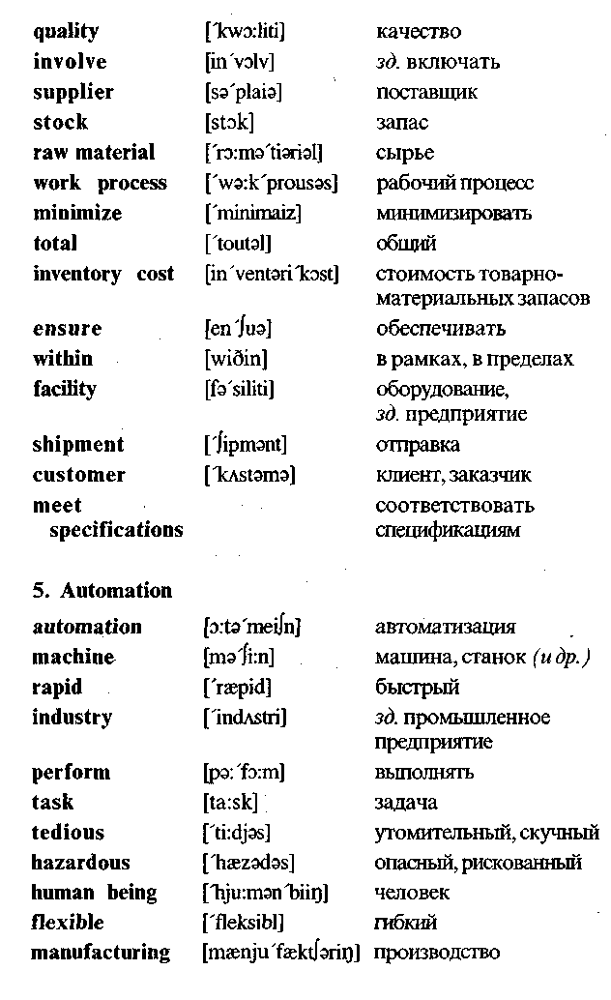 quality [´kwɔ:liti] качество
involve [in´vɔlv] зд. включать
supplier [sə´plaiə] поставщик
stock [stɔk] запас
raw material [´rɔ:mə´tiəriəl] сырье
work process [´wə:k´prousəs] рабочий процесс
minimize [´minimaiz] минимизировать
total [´toutəl] общий
inventory cost [in´ventəri´kɔst] стоимость товарно-
материальных запасов
ensure [en´ʃuə] обеспечивать
within [wiðin] в рамках, в пределах
facility [fə´siliti] оборудование,
зд. предприятие
shipment [´ʃipmənt] отправка
customer [´kʌstəmə] клиент, заказчик
meet соответствовать
specifications спецификациям
5. Automation
automation [ɔ:tə´meiʃn] автоматизация
machine [mə´ʃi:n] машина, станок (и др.)
rapid [´ræpid] быстрый
industry [´indʌstri] зд. промышленное
предприятие
perform [pə:´fɔ:m] выполнять
task [ta:sk] задача
tedious [´ti:djəs] утомительный, скучный
hazardous [´hæzədəs] опасный, рискованный
human being [´hju:mən´biiŋ] человек
flexible [´fleksibl] гибкий
manufacturing [mænju´fæktʃəriŋ] производство